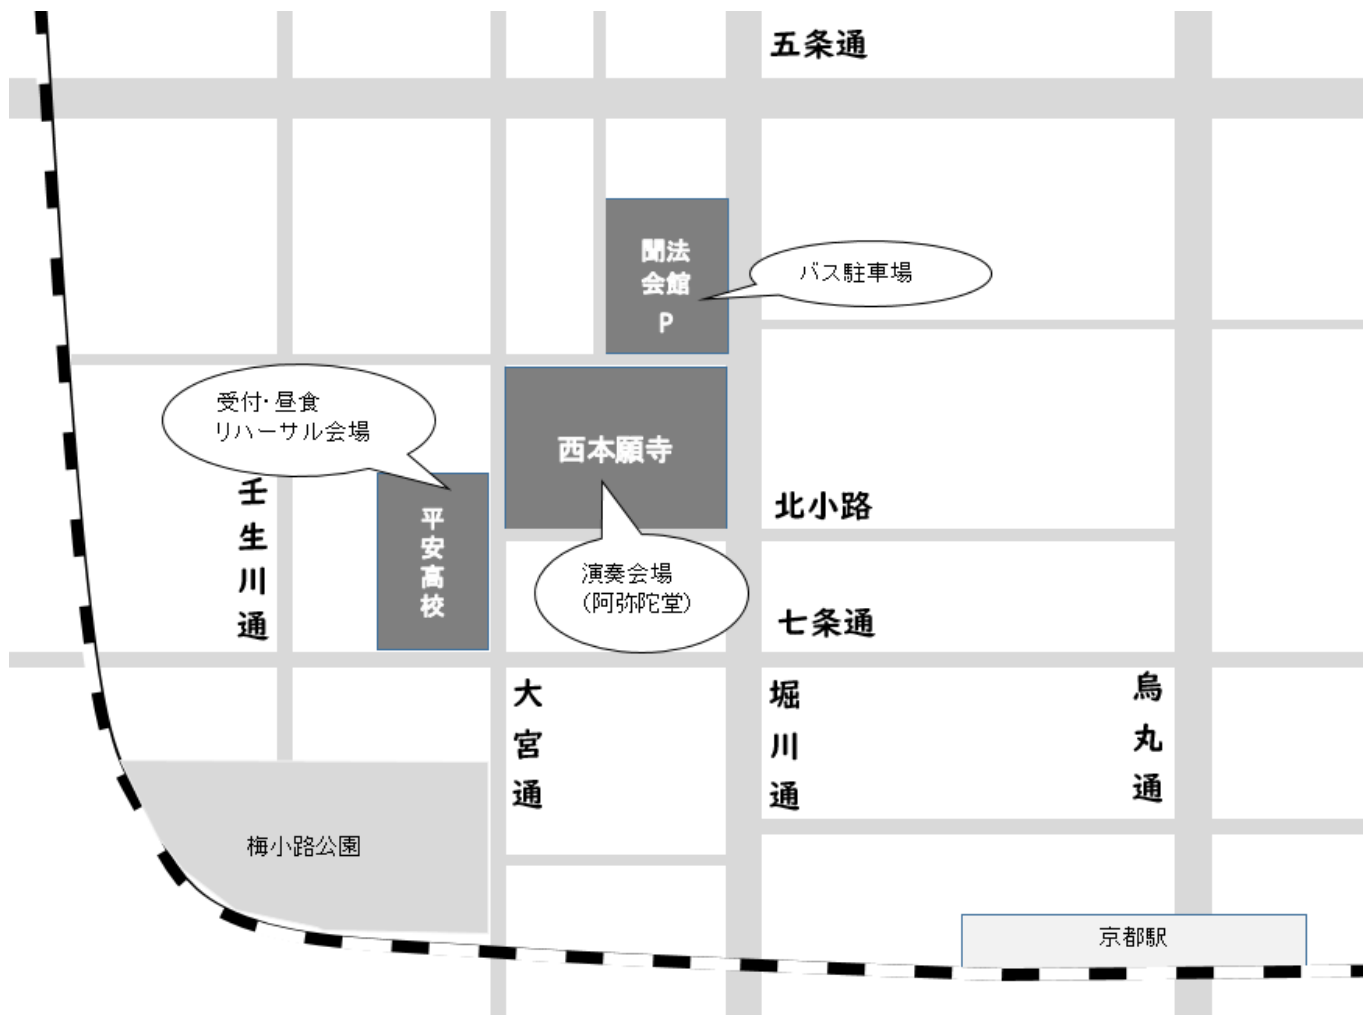 五条通
聞法
会館
P
バス駐車場
受付・昼食
リハーサル会場
西本願寺
壬生川通
平安高校
北小路
演奏会場
(阿弥陀堂)
七条通
大宮通
堀川通
烏丸通
梅小路公園
京都駅